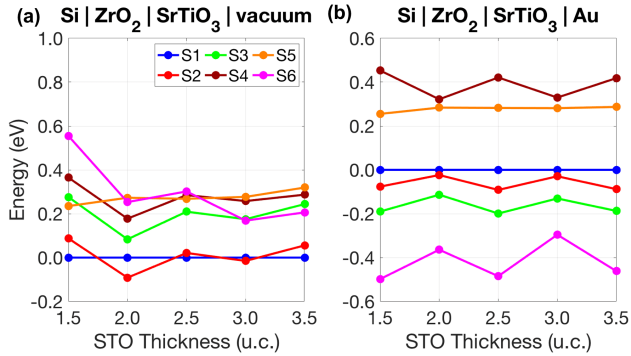 (a) Si | ZrO2 | SrTiO3 | vacuum
S1 S3 S5
S2 S4 S6
1.0
0.8
0.6
0.4
0.2
0.0
-0.2
Energy (eV)
1.5 2.0 2.5 3.0 3.5
STO Thickness (u.c.)
(b) Si | ZrO2 | SrTiO3 | Au
0.6
0.4
0.2
0.0
-0.2
-0.4
-0.6
1.5 2.0 2.5 3.0 3.5
STO Thickness (u.c.)